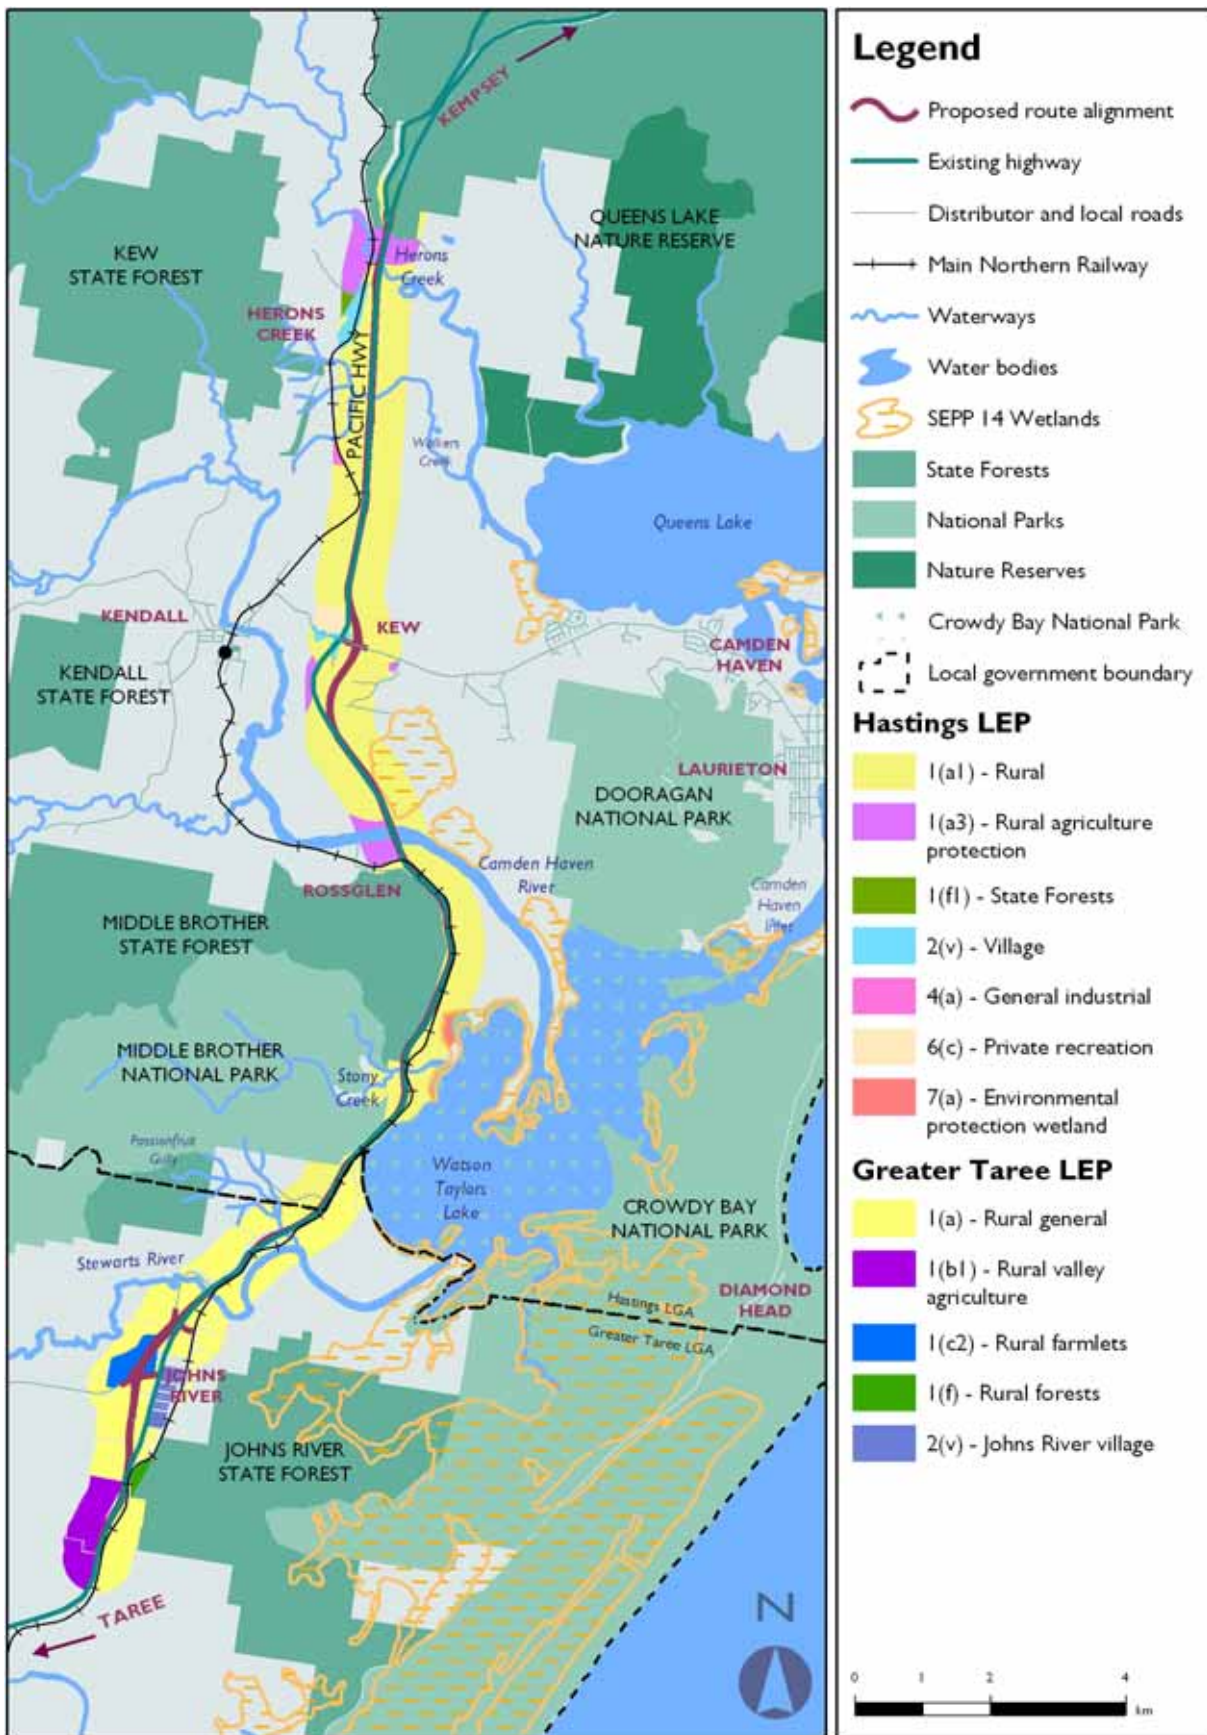 KEMPSEY
QUEENS LAKE
NATURE RESERVE
KEW
STATE FOREST
Herons
Creek
HERONS
CREEK
PACIFIC HWY
Walkers
Creek
Queens Lake
KENDALL
KEW
CAMDEN
HAVEN
KENDALL
STATE FOREST
LAURIETON
DOORAGAN
NATIONAL PARK
Camden Haven
River
ROSSGLEN
Camden
Haven
Inlet
MIDDLE BROTHER
STATE FOREST
MIDDLE BROTHER
NATIONAL PARK
Stony
Creek
Passionfruit
Gully
Watson
Taylors
Lake
CROWDY BAY
NATIONAL PARK
Stewarts River
DIAMOND
HEAD
Hastings LGA
Greater Taree LGA
JOHNS
RIVER
JOHNS RIVER
STATE FOREST
TAREE
N
Legend
Proposed route alignment
Existing highway
Distributor and local roads
Main Northern Railway
Waterways
Water bodies
SEPP 14 Wetlands
State Forests
National Parks
Nature Reserves
Crowdy Bay National Park
Local government boundary
Hastings LEP
1(a1) - Rural
1(a3) - Rural agriculture
protection
1(f1) - State Forests
2(v) - Village
4(a) - General industrial
6(c) - Private recreation
7(a) - Environmental
protection wetland
Greater Taree LEP
1(a) - Rural general
1(b1) - Rural valley
agriculture
1(c2) - Rural farmlets
1(f) - Rural forests
2(v) - Johns River village
0 1 2 4
km